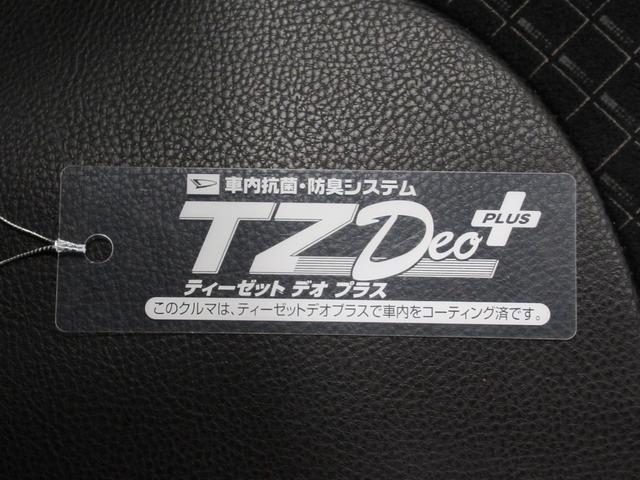 車内抗菌・防臭システム
TZDeo PLUS
ティーゼット デオ プラス
このクルマは、ティーゼットデオプラスで車内をコーティング済です。